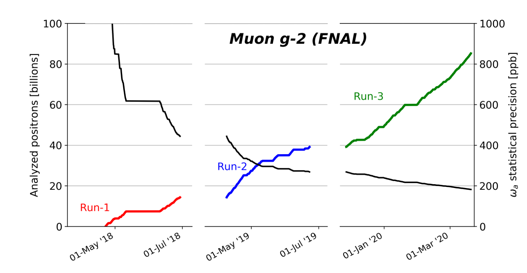 Muon g-2 (FNAL)
Analyzed positrons [billions]
100
80
60
40
20
0
Run-1
Run-2
Run-3
1000
800
600
400
200
0
ωa statistical precision [ppb]
01-May '18
01-Jul '18
01-May '19
01-Jul '19
01-Jan '20
01-Mar '20